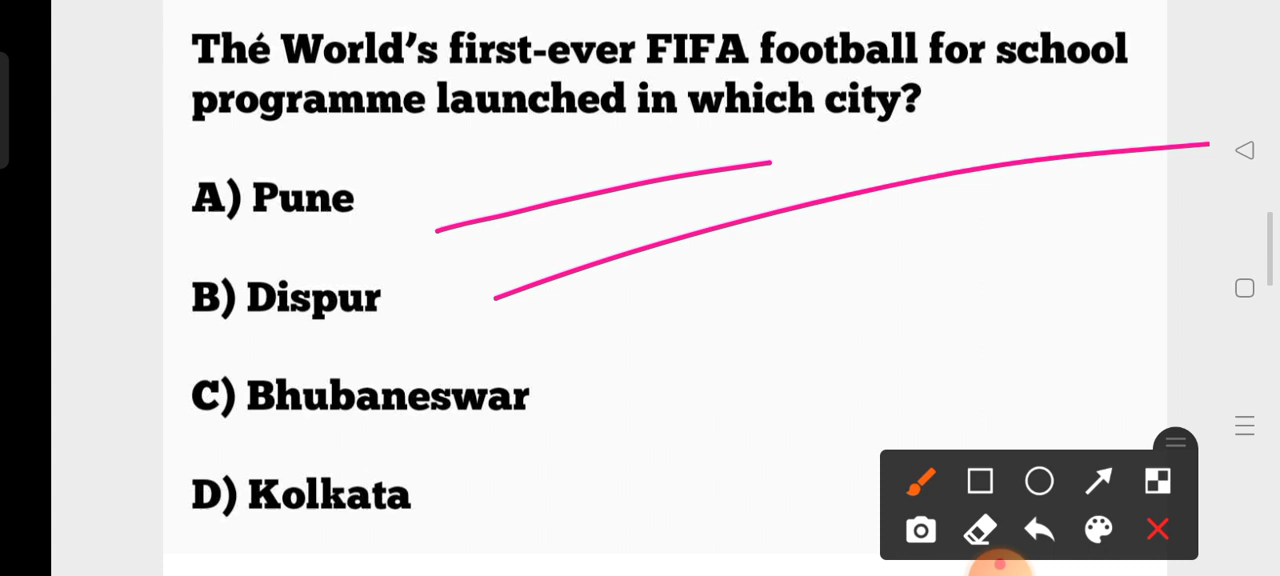 Thé World’s first-ever FIFA football for school
programme launched in which city?
A) Pune
B) Dispur
C) Bhubaneswar
D) Kolkata